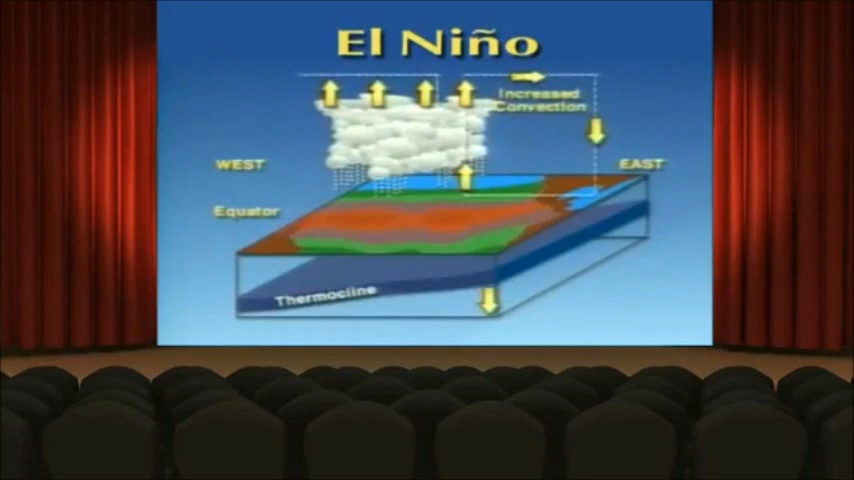 El Niño
Increased
Convection
WEST
EAST
Equator
Thermocline